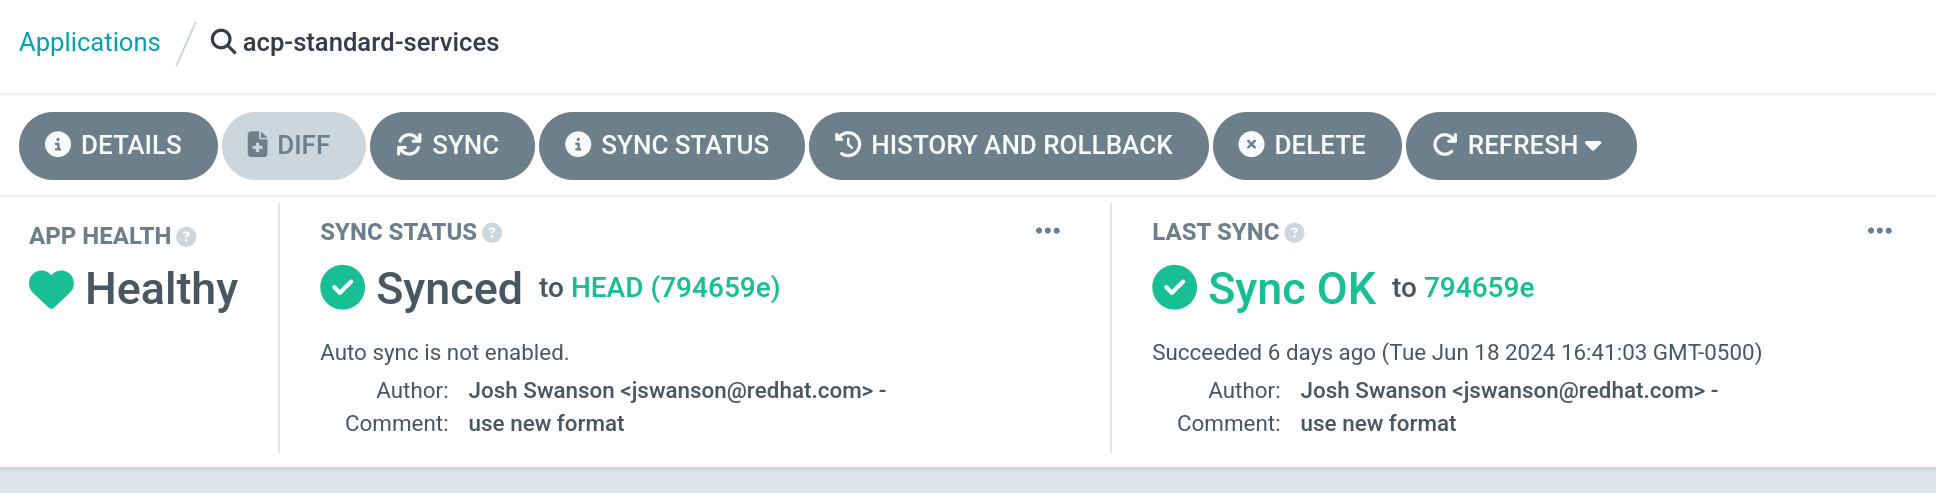 Applications / acp-standard-services
DETAILS DIFF SYNC SYNC STATUS HISTORY AND ROLLBACK DELETE REFRESH
APP HEALTH ?
Healthy
SYNC STATUS ?
Synced to HEAD (794659e)
Auto sync is not enabled.
Author: Josh Swanson <jswanson@redhat.com> -
Comment: use new format
LAST SYNC ?
Sync OK to 794659e
Succeeded 6 days ago (Tue Jun 18 2024 16:41:03 GMT-0500)
Author: Josh Swanson <jswanson@redhat.com> -
Comment: use new format